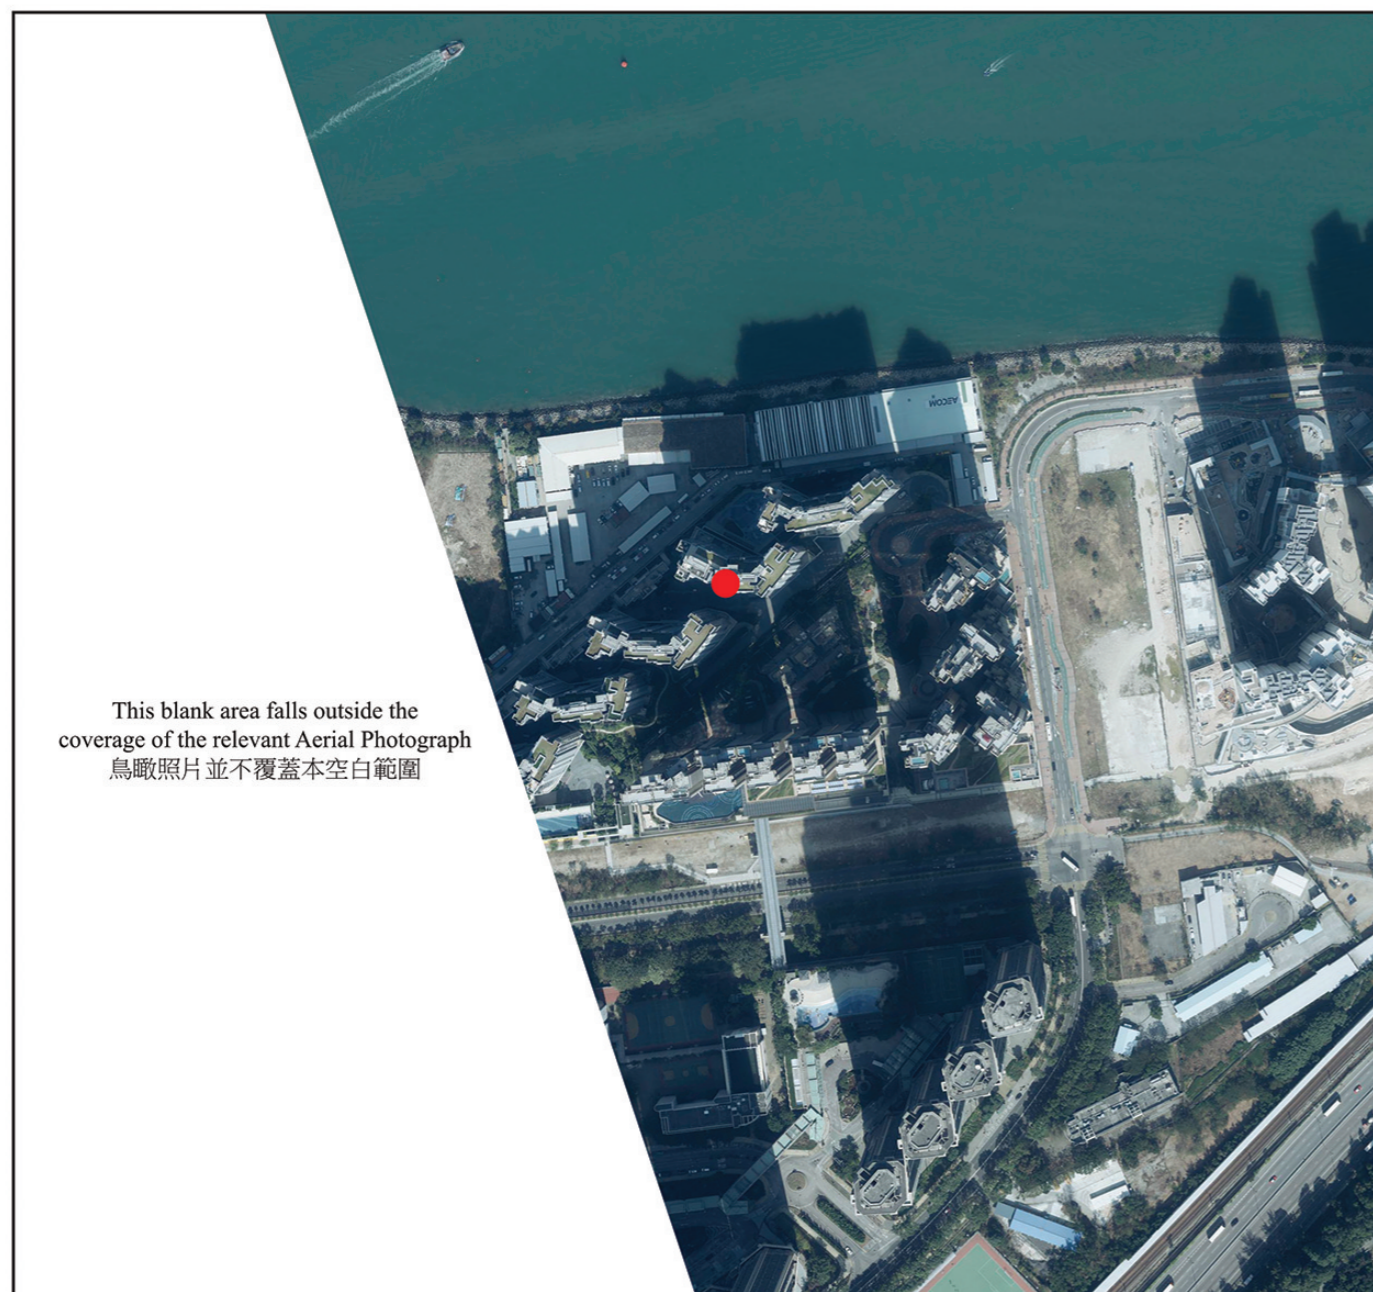 AECOM
This blank area falls outside the
coverage of the relevant Aerial Photograph
鳥瞰照片並不覆蓋本空白範圍